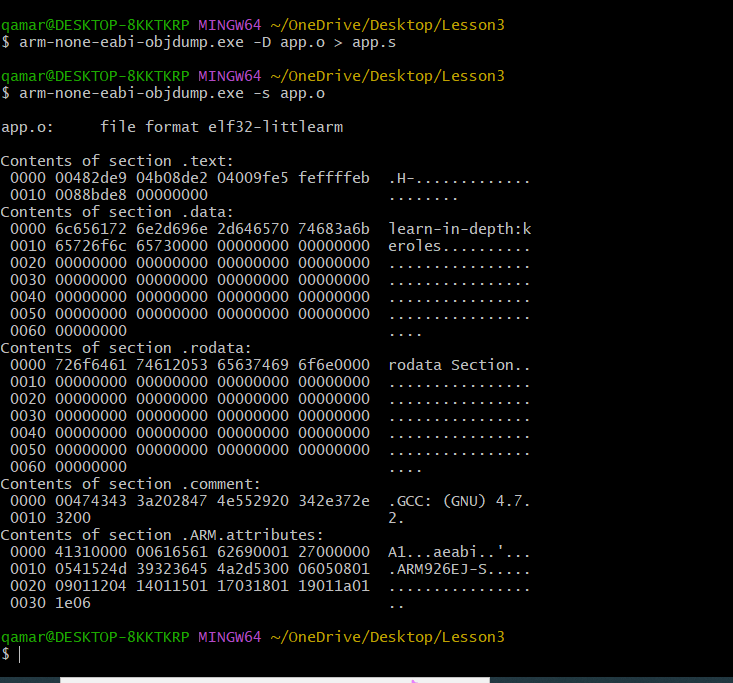 qamar@DESKTOP-8KKTKRP MINGW64 ~/OneDrive/Desktop/Lesson3
$ arm-none-eabi-objdump.exe -D app.o > app.s

qamar@DESKTOP-8KKTKRP MINGW64 ~/OneDrive/Desktop/Lesson3
$ arm-none-eabi-objdump.exe -s app.o

app.o:     file format elf32-littlearm

Contents of section .text:
 0000 00482de9 04b08de2 04009fe5 feffffeb  .H-.............
 0010 0088bde8 00000000                    ........
Contents of section .data:
 0000 6c656172 6e2d696e 2d646570 74683a6b  learn-in-depth:k
 0010 65726f6c 65730000 00000000 00000000  eroles..........
 0020 00000000 00000000 00000000 00000000  ................
 0030 00000000 00000000 00000000 00000000  ................
 0040 00000000 00000000 00000000 00000000  ................
 0050 00000000 00000000 00000000 00000000  ................
 0060 00000000                             ....
Contents of section .rodata:
 0000 726f6461 74612053 65637469 6f6e0000  rodata Section..
 0010 00000000 00000000 00000000 00000000  ................
 0020 00000000 00000000 00000000 00000000  ................
 0030 00000000 00000000 00000000 00000000  ................
 0040 00000000 00000000 00000000 00000000  ................
 0050 00000000 00000000 00000000 00000000  ................
 0060 00000000                             ....
Contents of section .comment:
 0000 00474343 3a202847 4e552920 342e372e  .GCC: (GNU) 4.7.
 0010 3200                                 2.
Contents of section .ARM.attributes:
 0000 41310000 00616561 62690001 27000000  A1...aeabi..'...
 0010 0541524d 39323645 4a2d5300 06050801  .ARM926EJ-S.....
 0020 09011204 14011501 17031801 19011a01  ................
 0030 1e06                                 ..

qamar@DESKTOP-8KKTKRP MINGW64 ~/OneDrive/Desktop/Lesson3
$